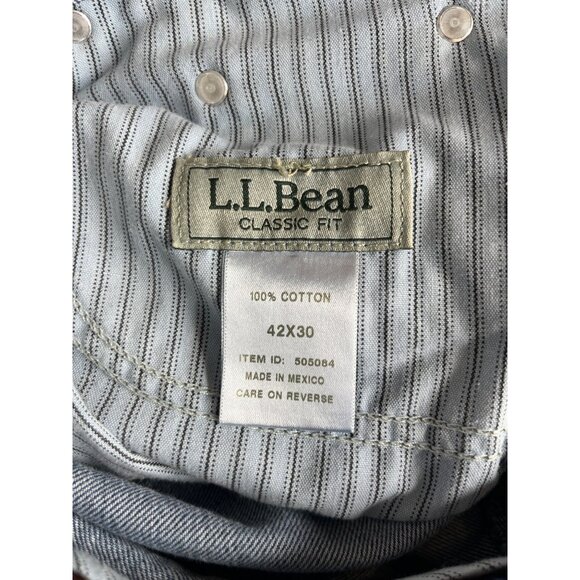 L.L.Bean
CLASSIC FIT
100% COTTON
42X30
ITEM ID: 505084
MADE IN MEXICO
CARE ON REVERSE